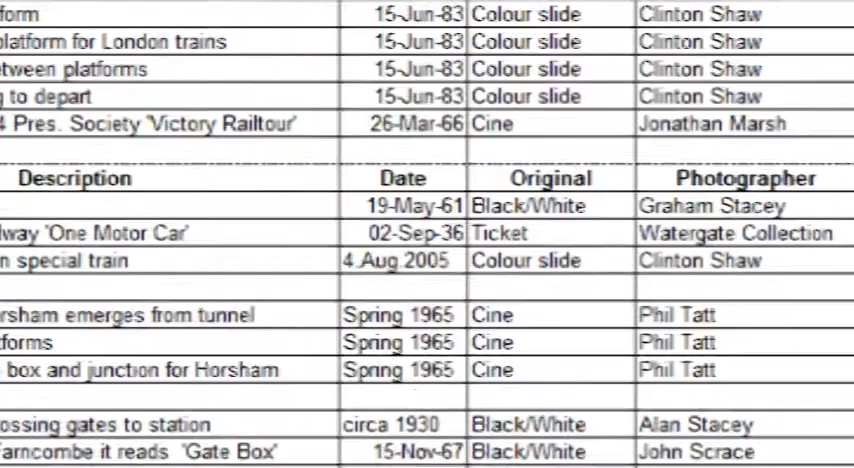 form 15-Jun-83 Colour slide Clinton Shaw
platform for London trains 15-Jun-83 Colour slide Clinton Shaw
etween platforms 15-Jun-83 Colour slide Clinton Shaw
g to depart 15-Jun-83 Colour slide Clinton Shaw
4 Pres. Society 'Victory Railtour' 26-Mar-66 Cine Jonathan Marsh
Description Date Original Photographer
19-May-61 Black/White Graham Stacey
lway 'One Motor Car' 02-Sep-36 Ticket Watergate Collection
n special train 4.Aug.2005 Colour slide Clinton Shaw
rsham emerges from tunnel Spring 1965 Cine Phil Tatt
tforms Spring 1965 Cine Phil Tatt
box and junction for Horsham Spring 1965 Cine Phil Tatt
ossing gates to station circa 1930 Black/White Alan Stacey
arncombe it reads 'Gate Box' 15-Nov-67 Black/White John Scrace